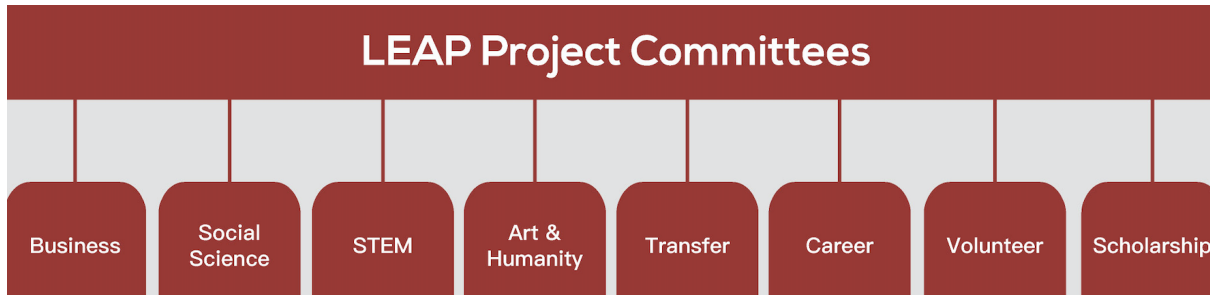 LEAP Project Committees
Business
Social
Science
STEM
Art &
Humanity
Transfer
Career
Volunteer
Scholarship